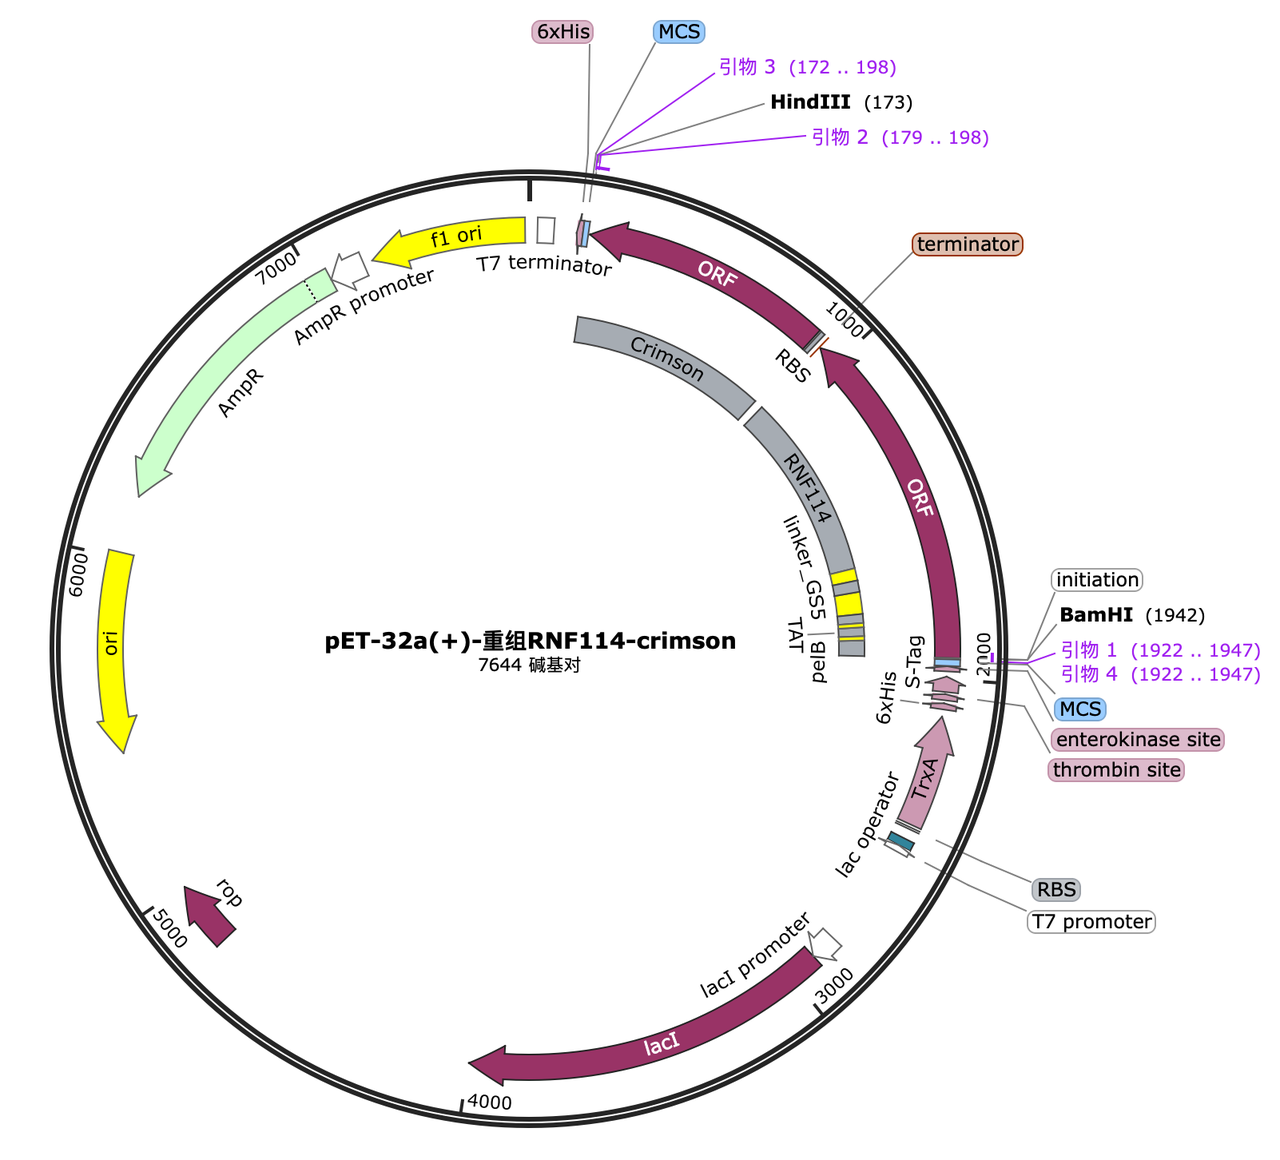 6xHis
MCS
引物 3 (172 .. 198)
HindIII (173)
引物 2 (179 .. 198)
terminator
1000
ORF
RBS
T7 terminator
f1 ori
AmpR promoter
7000
AmpR
Crimson
RNF114
ORF
linker_GS5
TAT
pelB
6000
ori
pET-32a(+)-重组RNF114-crimson
7644 碱基对
initiation
BamHI (1942)
引物 1 (1922 .. 1947)
引物 4 (1922 .. 1947)
MCS
enterokinase site
thrombin site
2000
S-Tag
6xHis
TrxA
lac operator
RBS
T7 promoter
rop
5000
lacI promoter
3000
lacI
4000